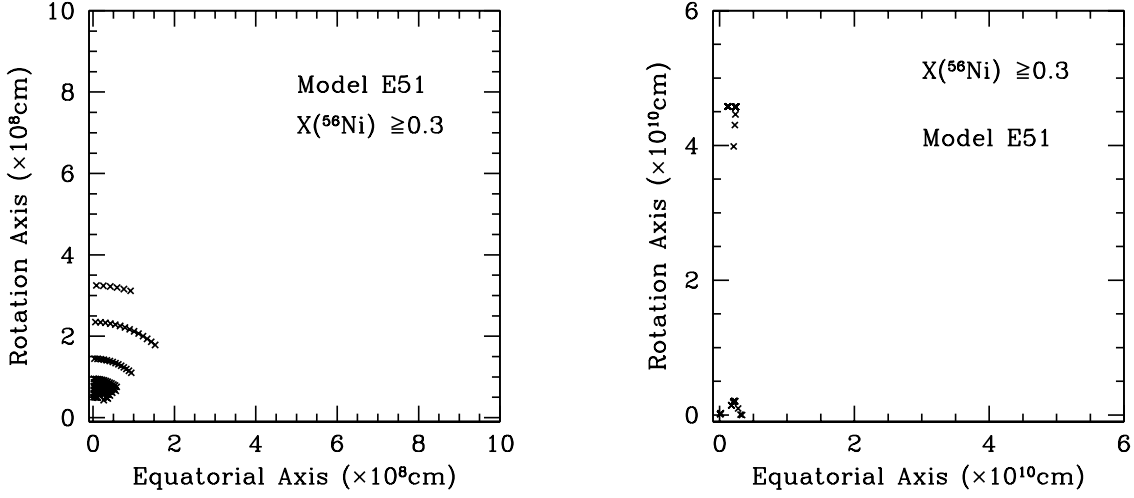 10
8
6
4
2
0
Rotation Axis (×10⁸cm)
Model E51
X(⁵⁶Ni) ≧0.3
0 2 4 6 8 10
Equatorial Axis (×10⁸cm)
6
4
2
0
Rotation Axis (×10¹⁰cm)
X(⁵⁶Ni) ≧0.3
Model E51
0 2 4 6
Equatorial Axis (×10¹⁰cm)